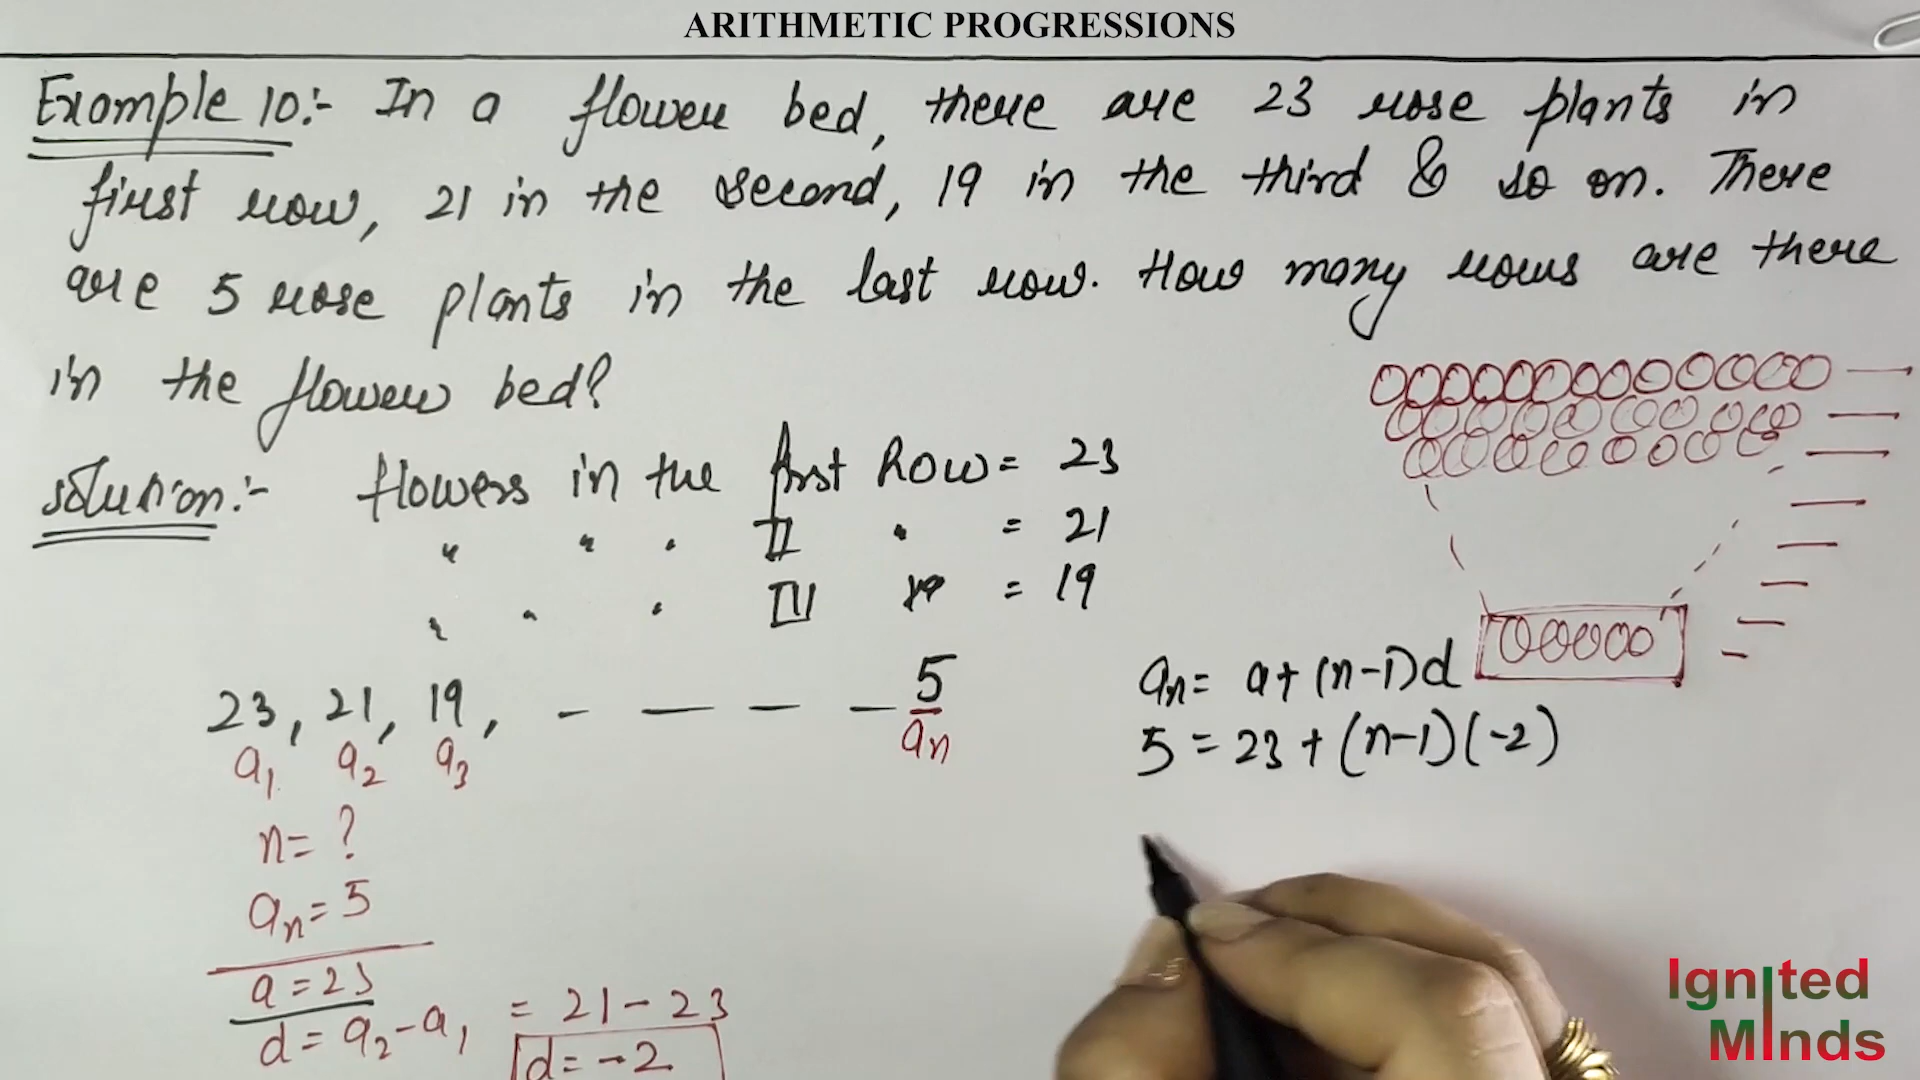 ARITHMETIC PROGRESSIONS
Example 10:- In a flower bed, there are 23 rose plants in
first row, 21 in the second, 19 in the third & so on. There
are 5 rose plants in the last row. How many rows are there
in the flower bed?
solution:- flowers in the first Row = 23
" " " II " = 21
" " " III " = 19
23, 21, 19, - - - - 5
a1 a2 a3 an
n = ?
an = 5
a = 23
d = a2 - a1 = 21 - 23
d = -2
an = a + (n-1)d
5 = 23 + (n-1)(-2)
Ignited
Minds